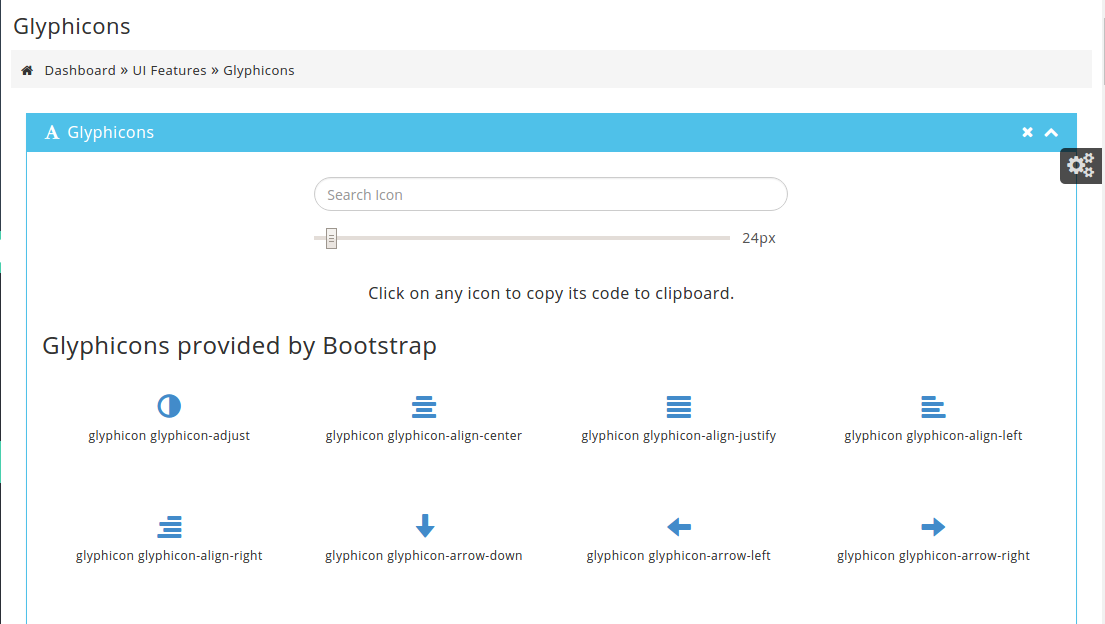 Glyphicons
Dashboard » UI Features » Glyphicons
A Glyphicons
Search Icon
24px
Click on any icon to copy its code to clipboard.
Glyphicons provided by Bootstrap
glyphicon glyphicon-adjust glyphicon glyphicon-align-center glyphicon glyphicon-align-justify glyphicon glyphicon-align-left
glyphicon glyphicon-align-right glyphicon glyphicon-arrow-down glyphicon glyphicon-arrow-left glyphicon glyphicon-arrow-right